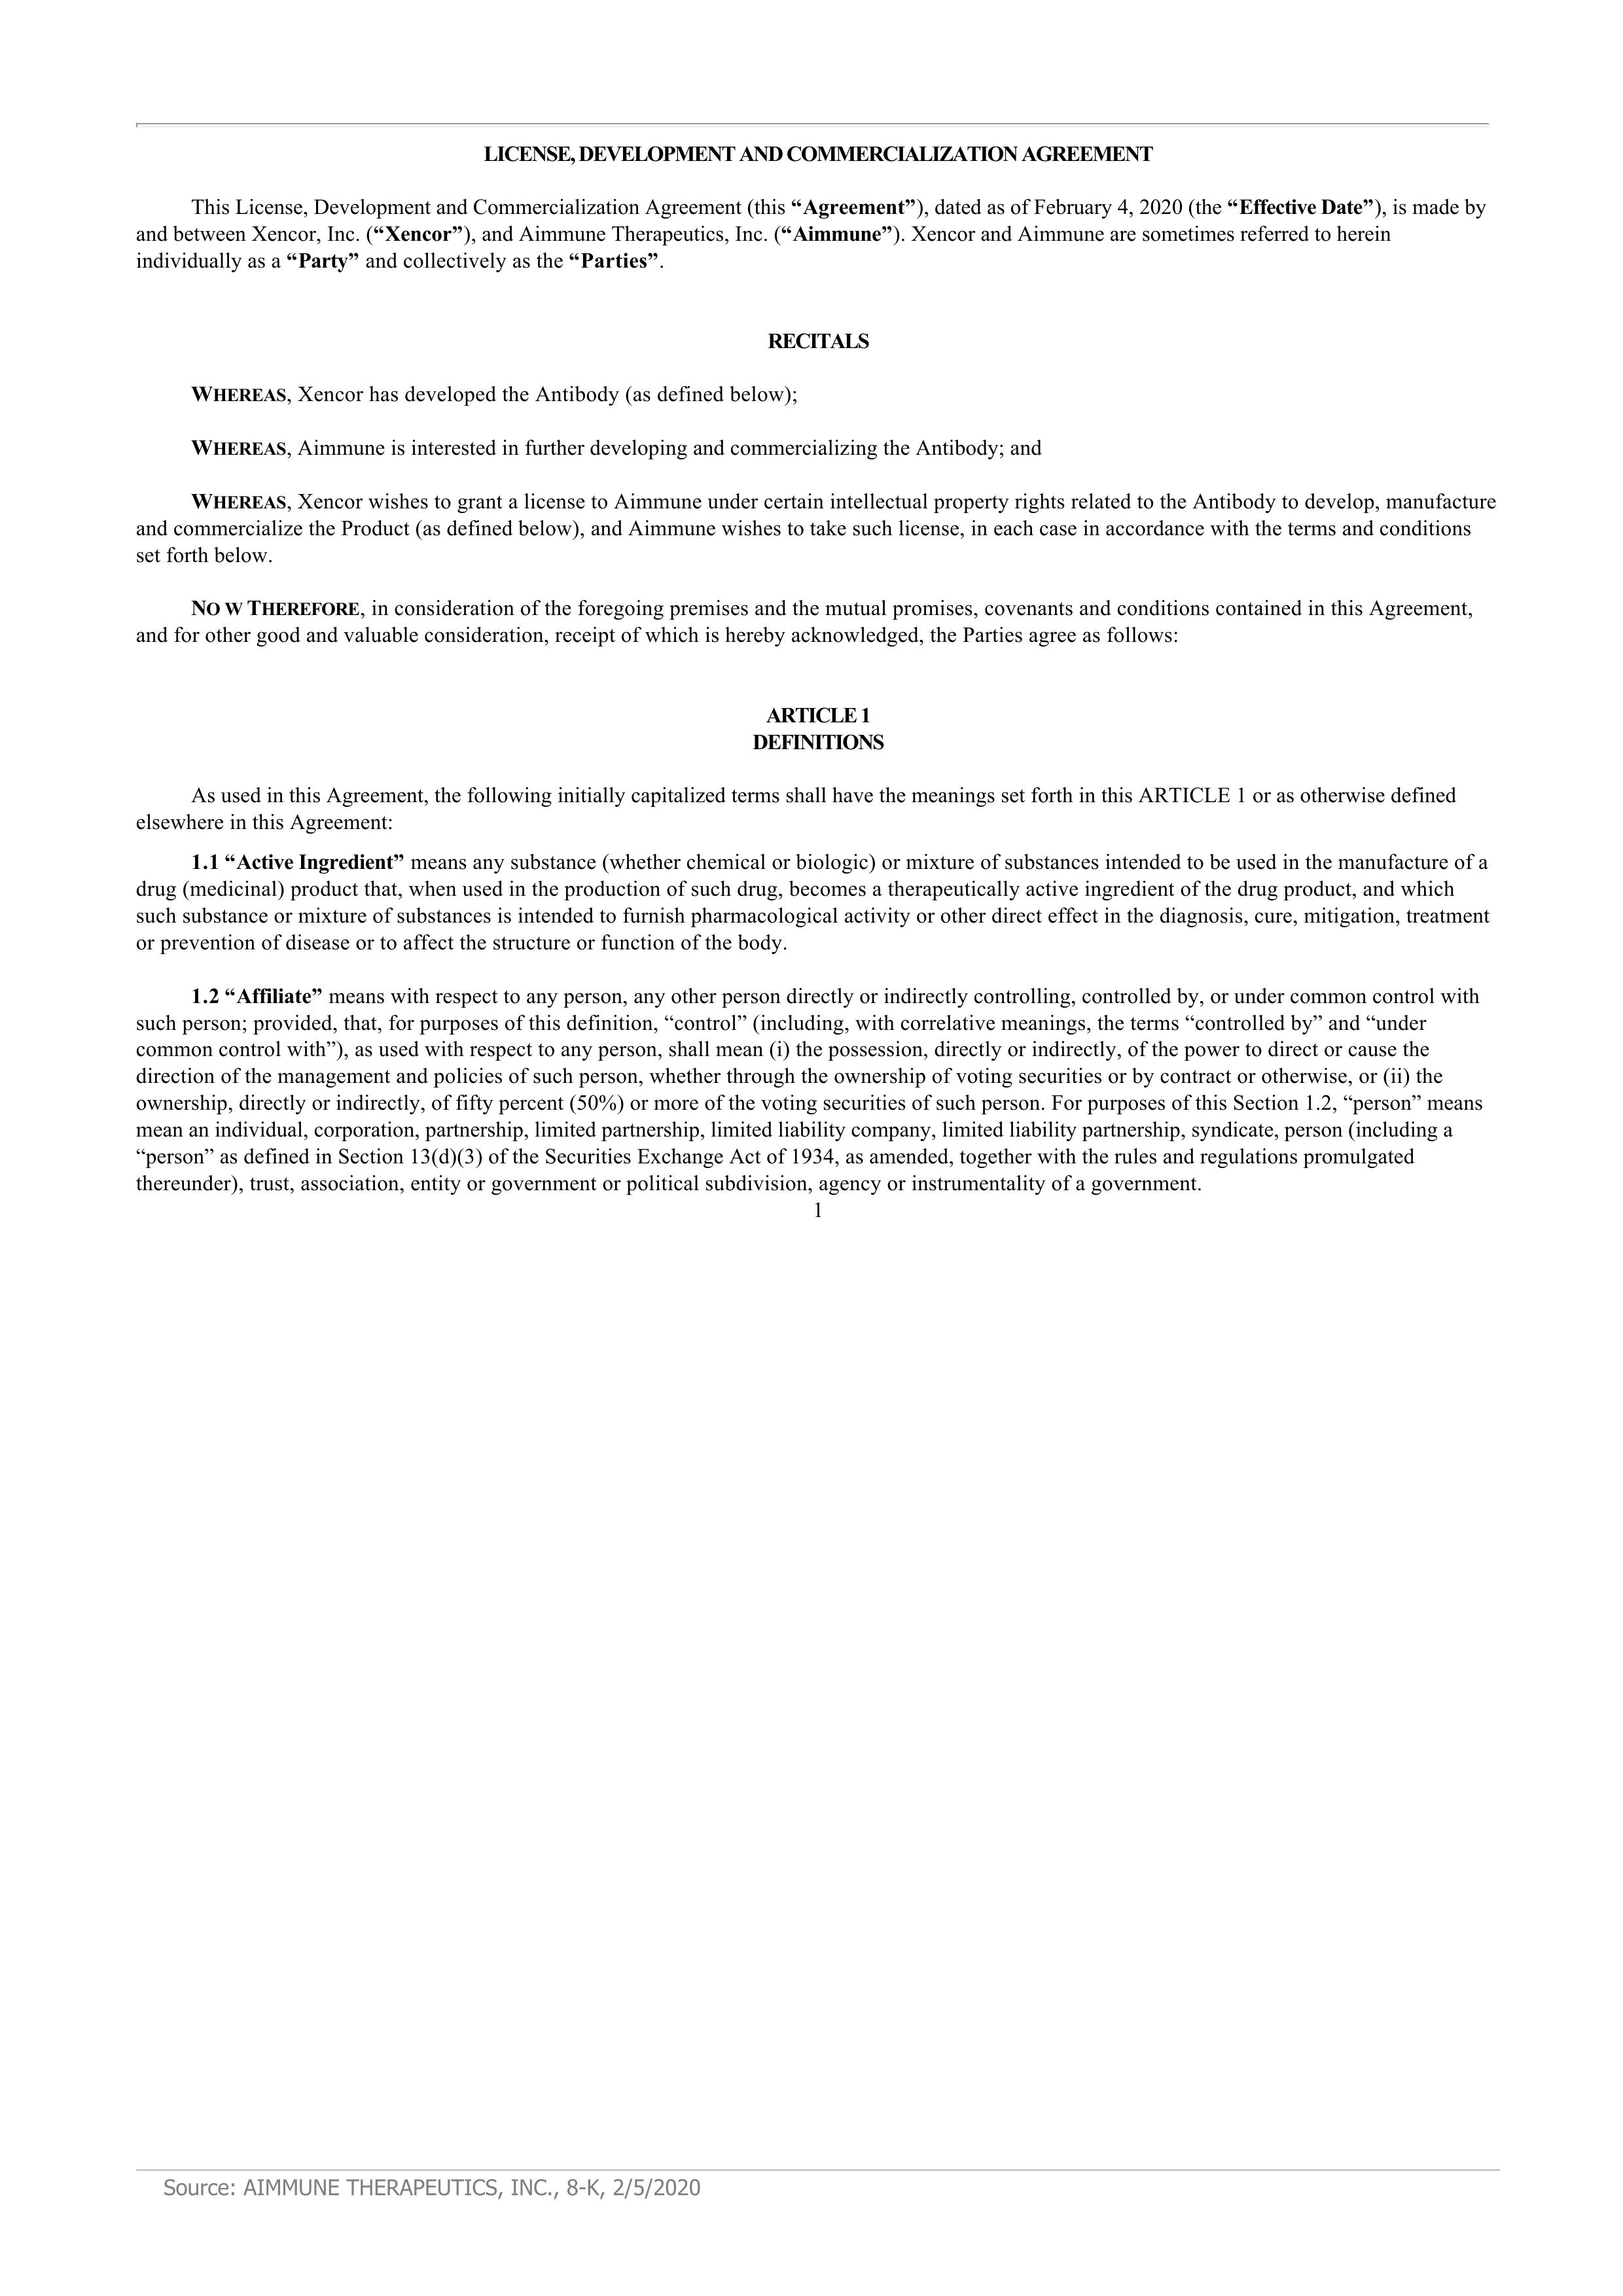 LICENSE, DEVELOPMENT AND COMMERCIALIZATION AGREEMENT
This License, Development and Commercialization Agreement (this “Agreement”), dated as of February 4, 2020 (the “Effective Date”), is made by
and between Xencor, Inc. (“Xencor”), and Aimmune Therapeutics, Inc. (“Aimmune”). Xencor and Aimmune are sometimes referred to herein
individually as a “Party” and collectively as the “Parties”.
RECITALS
WHEREAS, Xencor has developed the Antibody (as defined below);
WHEREAS, Aimmune is interested in further developing and commercializing the Antibody; and
WHEREAS, Xencor wishes to grant a license to Aimmune under certain intellectual property rights related to the Antibody to develop, manufacture
and commercialize the Product (as defined below), and Aimmune wishes to take such license, in each case in accordance with the terms and conditions
set forth below.
NO W THEREFORE, in consideration of the foregoing premises and the mutual promises, covenants and conditions contained in this Agreement,
and for other good and valuable consideration, receipt of which is hereby acknowledged, the Parties agree as follows:
ARTICLE 1
DEFINITIONS
As used in this Agreement, the following initially capitalized terms shall have the meanings set forth in this ARTICLE 1 or as otherwise defined
elsewhere in this Agreement:
1.1 “Active Ingredient” means any substance (whether chemical or biologic) or mixture of substances intended to be used in the manufacture of a
drug (medicinal) product that, when used in the production of such drug, becomes a therapeutically active ingredient of the drug product, and which
such substance or mixture of substances is intended to furnish pharmacological activity or other direct effect in the diagnosis, cure, mitigation, treatment
or prevention of disease or to affect the structure or function of the body.
1.2 “Affiliate” means with respect to any person, any other person directly or indirectly controlling, controlled by, or under common control with
such person; provided, that, for purposes of this definition, “control” (including, with correlative meanings, the terms “controlled by” and “under
common control with”), as used with respect to any person, shall mean (i) the possession, directly or indirectly, of the power to direct or cause the
direction of the management and policies of such person, whether through the ownership of voting securities or by contract or otherwise, or (ii) the
ownership, directly or indirectly, of fifty percent (50%) or more of the voting securities of such person. For purposes of this Section 1.2, “person” means
mean an individual, corporation, partnership, limited partnership, limited liability company, limited liability partnership, syndicate, person (including a
“person” as defined in Section 13(d)(3) of the Securities Exchange Act of 1934, as amended, together with the rules and regulations promulgated
thereunder), trust, association, entity or government or political subdivision, agency or instrumentality of a government.
1
Source: AIMMUNE THERAPEUTICS, INC., 8-K, 2/5/2020